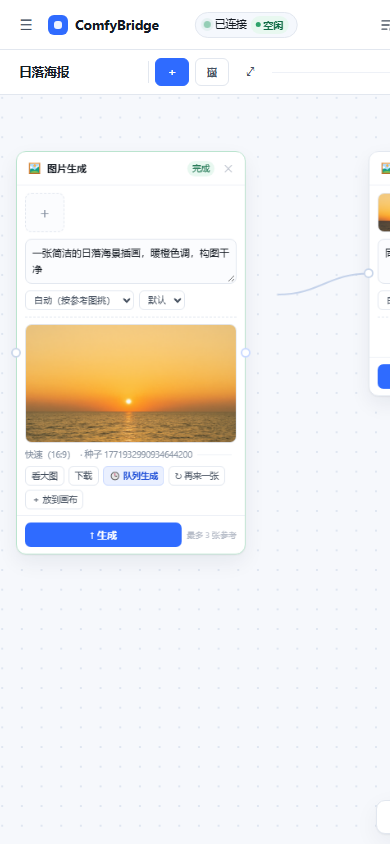 ComfyBridge
已连接
空闲
日落海报
+
图片生成
完成
+
一张简洁的日落海景插画，暖橙色调，构图干
净
自动（按参考图挑）
默认
快速（16:9） · 种子 1771932990934644200
看大图
下载
队列生成
↻ 再来一张
+ 放到画布
↑ 生成
最多 3 张参考